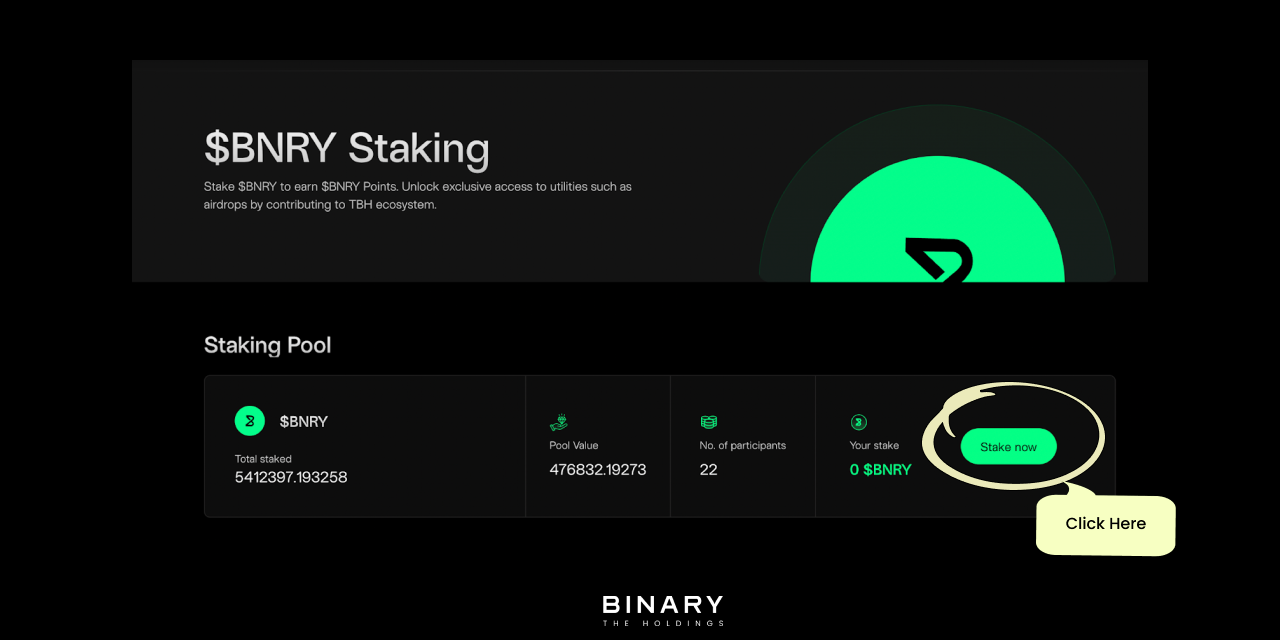 $BNRY Staking
Stake $BNRY to earn $BNRY Points. Unlock exclusive access to utilities such as
airdrops by contributing to TBH ecosystem.
Staking Pool
$BNRY
Total staked
5412397.193258
Pool Value
476832.19273
No. of participants
22
Your stake
0 $BNRY
Stake now
Click Here
BINARY
THE HOLDINGS